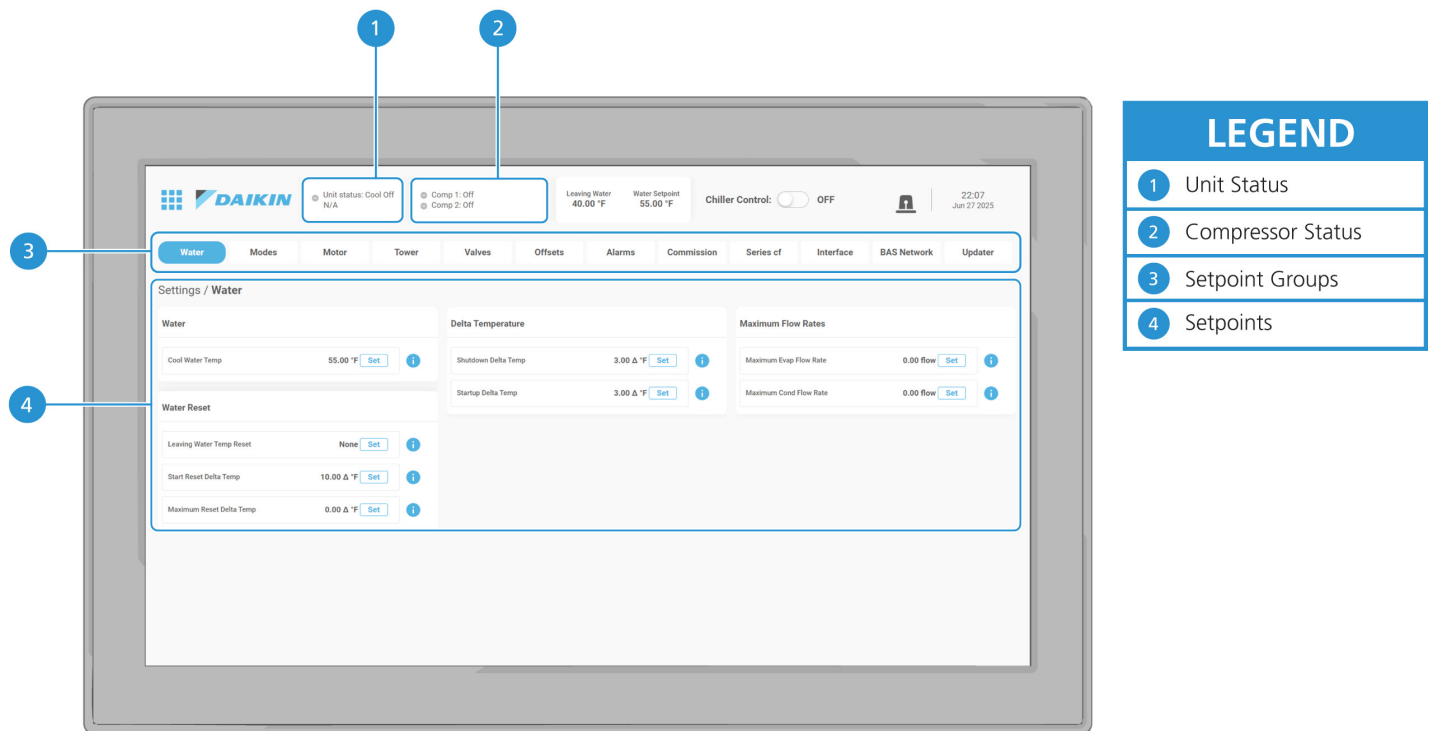 1
2
LEGEND
1 Unit Status
2 Compressor Status
3 Setpoint Groups
4 Setpoints
DAIKIN
Unit status: Cool Off
N/A
Comp 1: Off
Comp 2: Off
Leaving Water
40.00 °F
Water Setpoint
55.00 °F
Chiller Control: OFF
22:07
Jun 27 2025
3
Water Modes Motor Tower Valves Offsets Alarms Commission Series cf Interface BAS Network Updater
4
Settings / Water
Water
Cool Water Temp 55.00 °F Set i
Water Reset
Leaving Water Temp Reset None Set i
Start Reset Delta Temp 10.00 Δ °F Set i
Maximum Reset Delta Temp 0.00 Δ °F Set i
Delta Temperature
Shutdown Delta Temp 3.00 Δ °F Set i
Startup Delta Temp 3.00 Δ °F Set i
Maximum Flow Rates
Maximum Evap Flow Rate 0.00 flow Set i
Maximum Cond Flow Rate 0.00 flow Set i